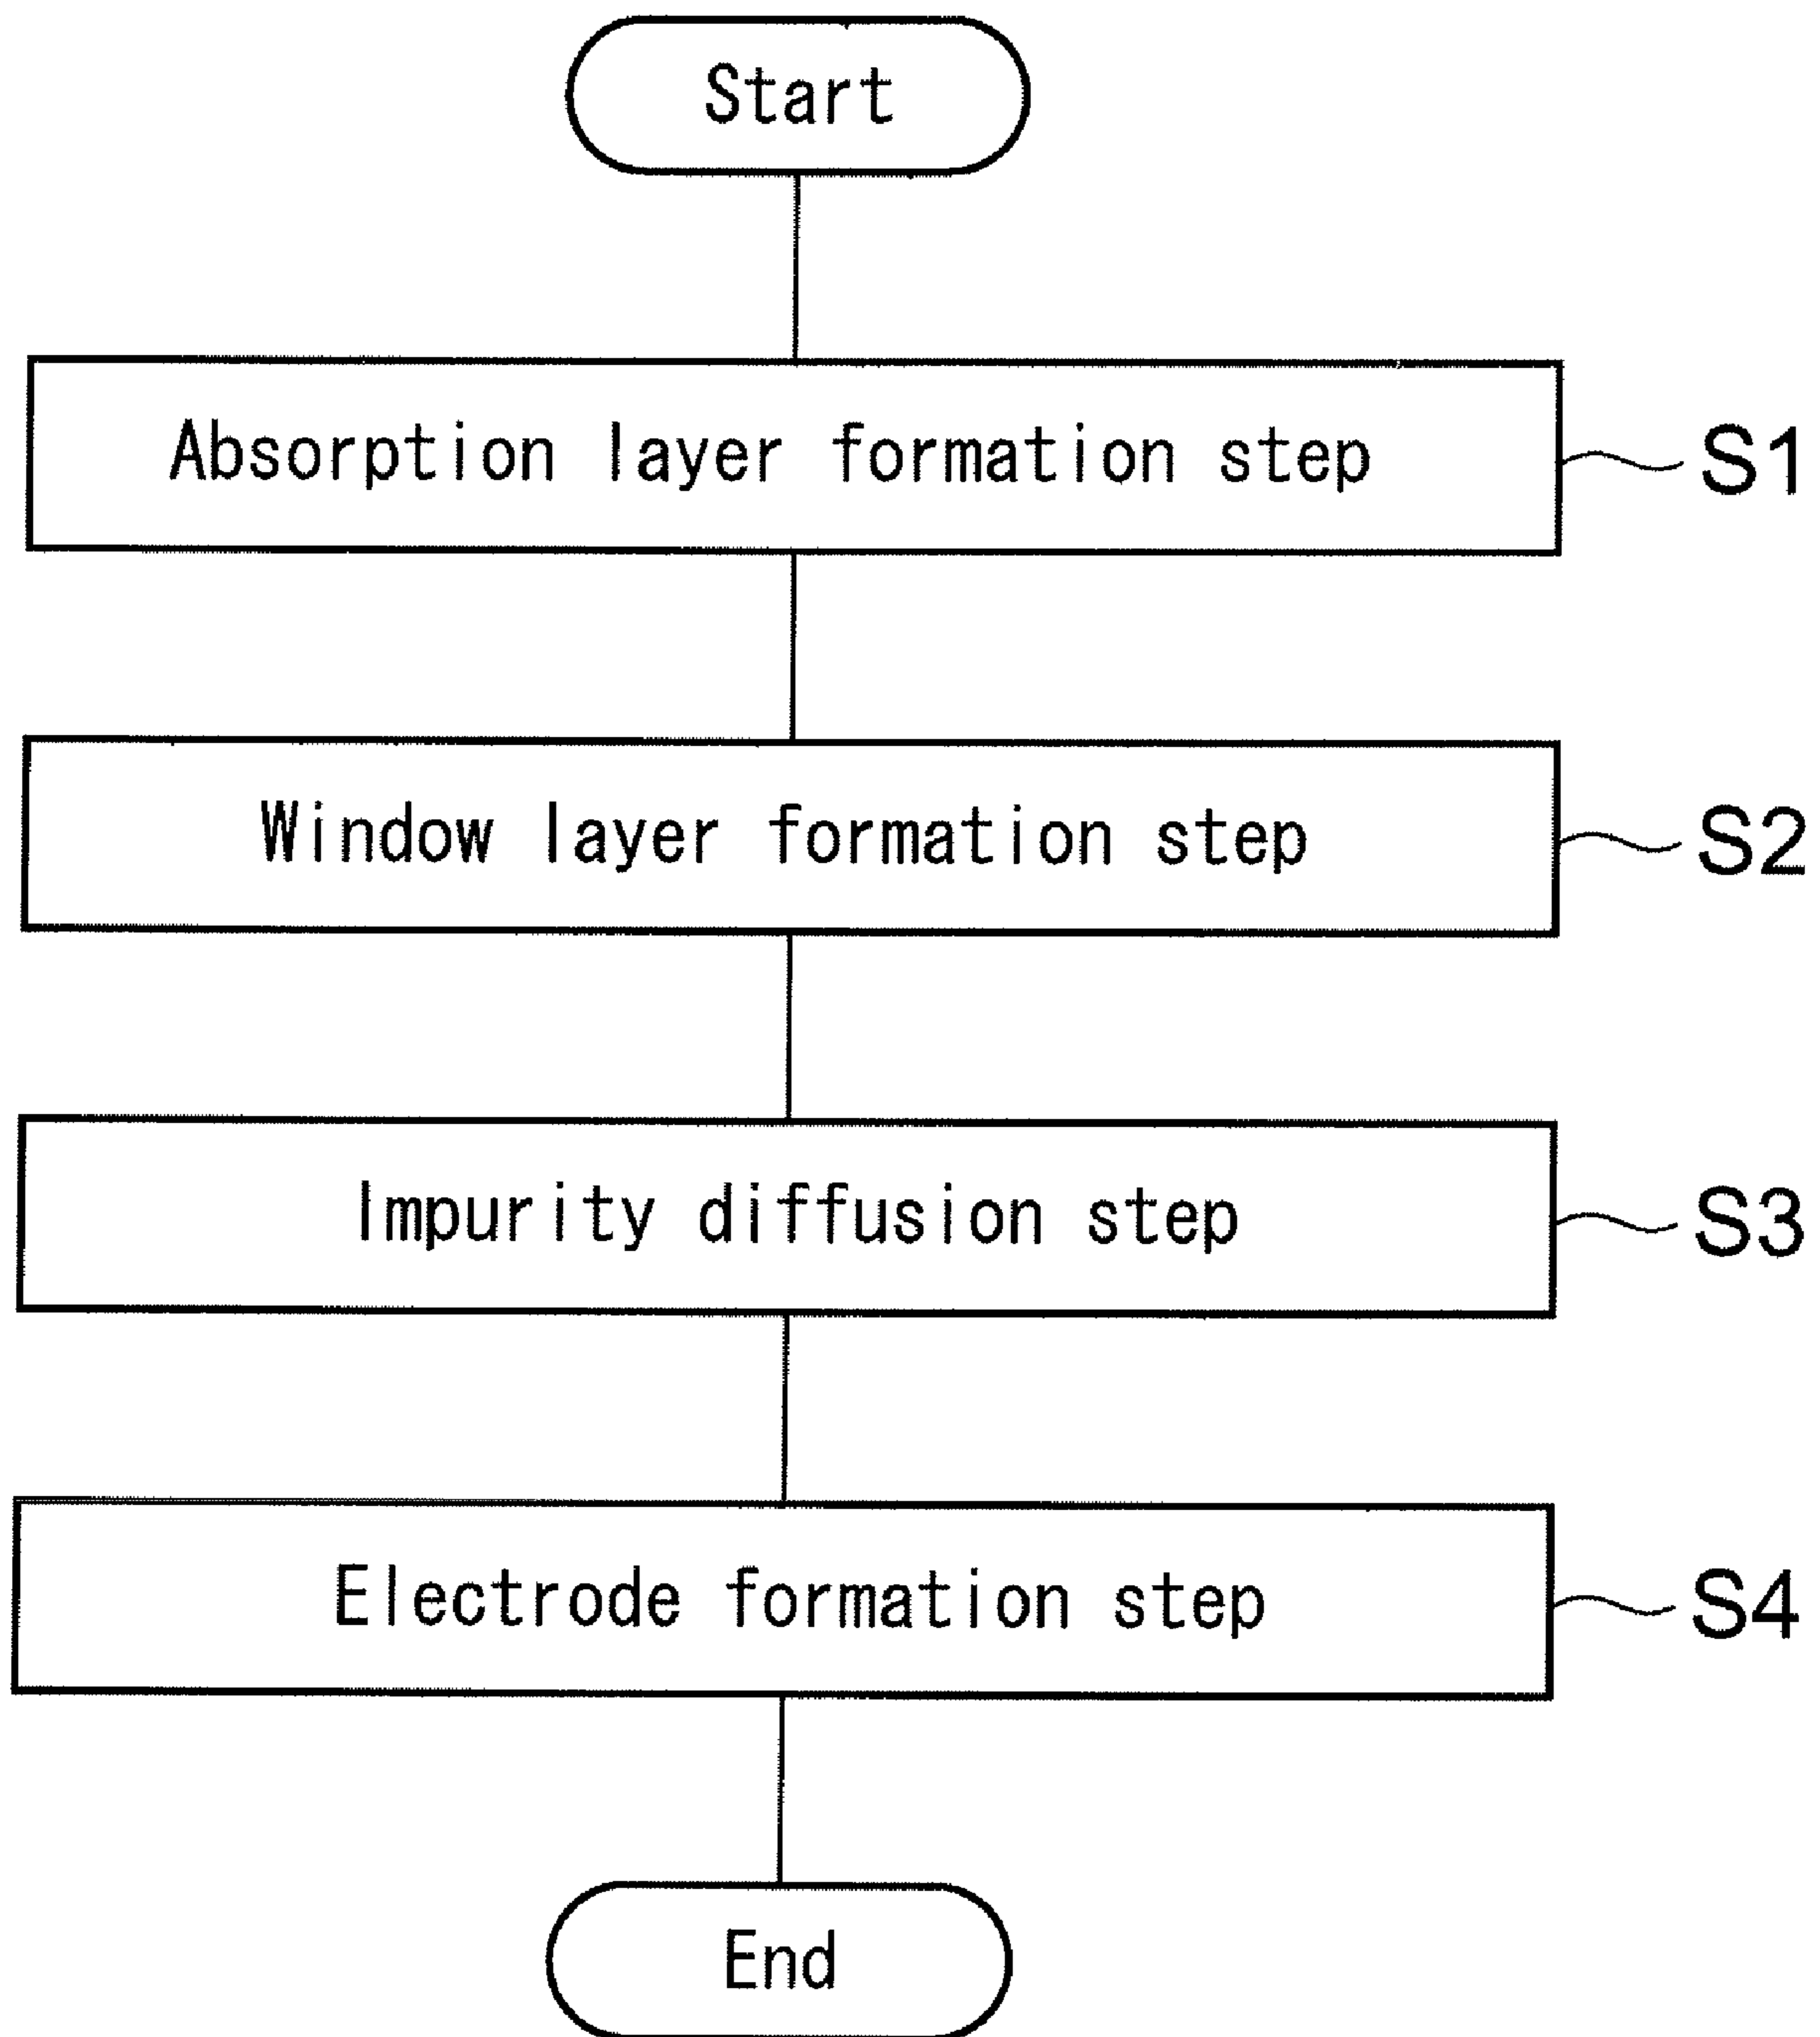 Start
Absorption layer formation step
S1
Window layer formation step
S2
Impurity diffusion step
S3
Electrode formation step
S4
End